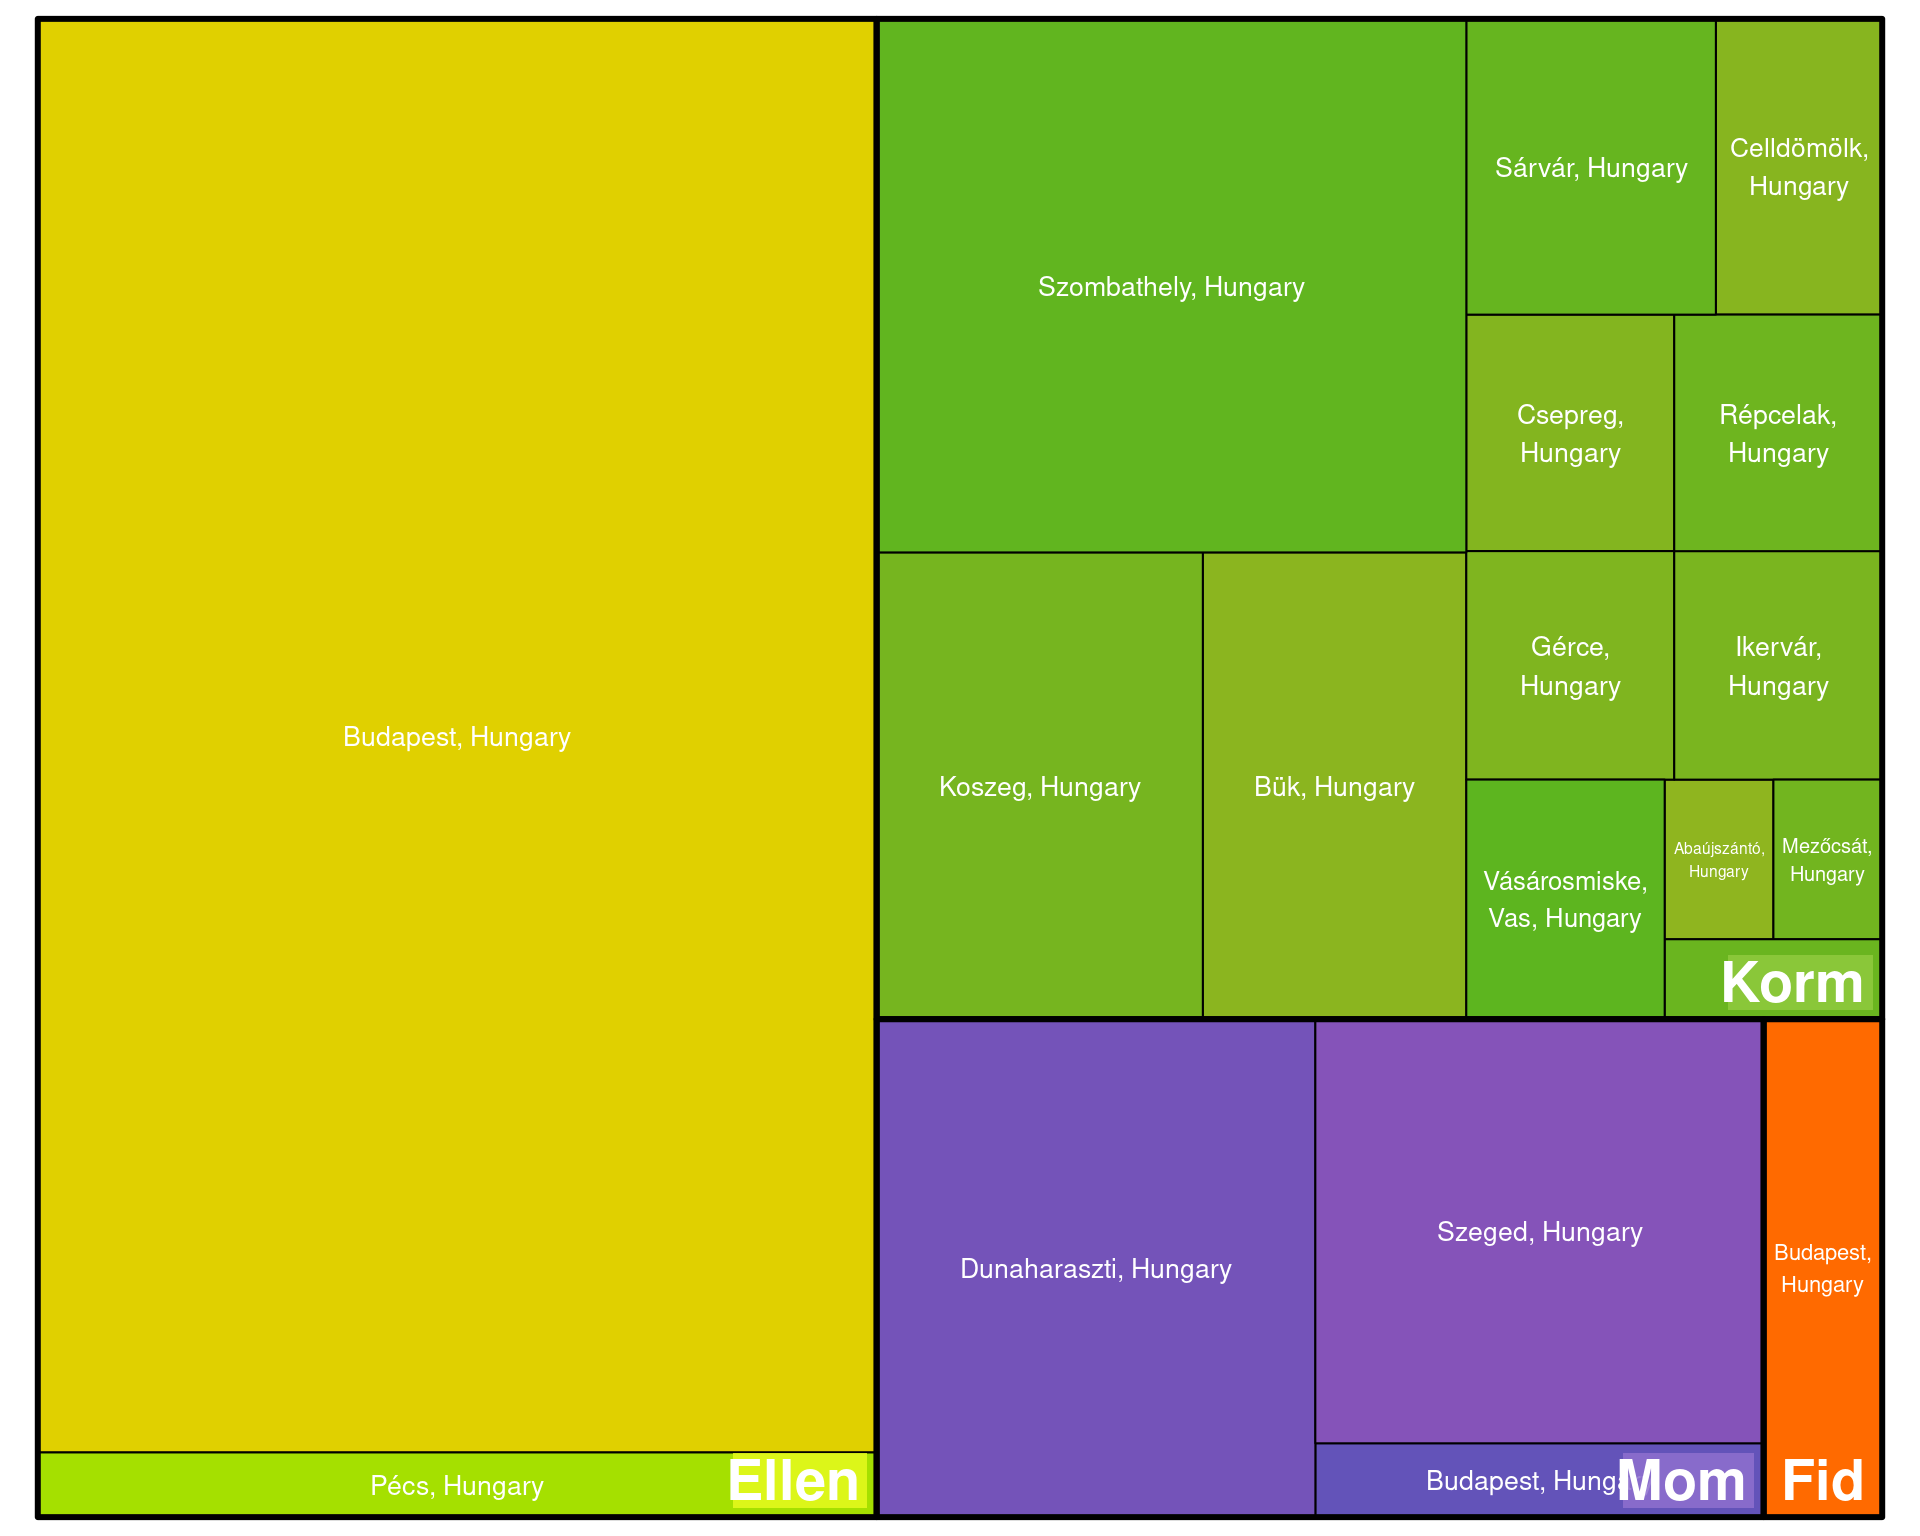 Budapest, Hungary
Pécs, Hungary
Ellen
Szombathely, Hungary
Sárvár, Hungary
Celldömölk,
Hungary
Csepreg,
Hungary
Répcelak,
Hungary
Koszeg, Hungary
Bük, Hungary
Gérce,
Hungary
Ikervár,
Hungary
Vásárosmiske,
Vas, Hungary
Abaújszántó,
Hungary
Mezőcsát,
Hungary
Korm
Dunaharaszti, Hungary
Szeged, Hungary
Budapest,
Mom
Budapest,
Hungary
Fid